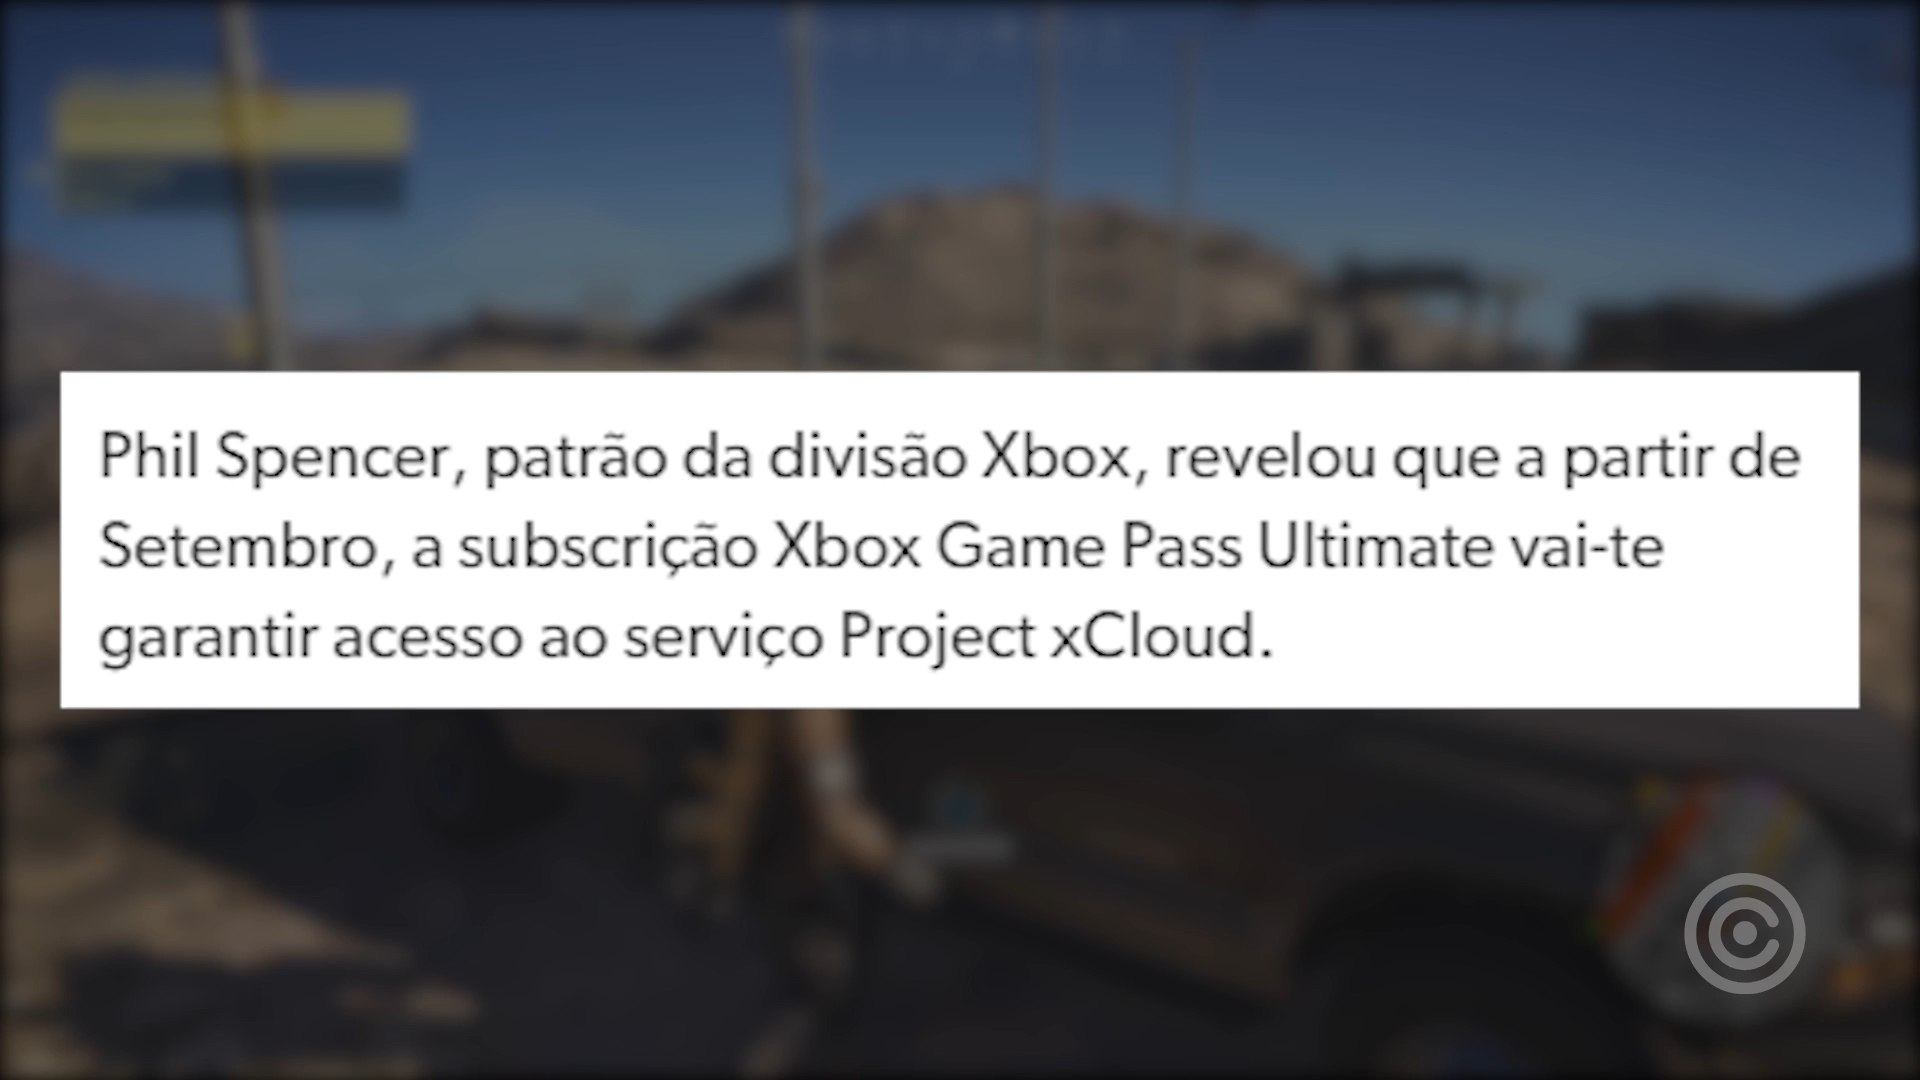 Phil Spencer, patrão da divisão Xbox, revelou que a partir de
Setembro, a subscrição Xbox Game Pass Ultimate vai-te
garantir acesso ao serviço Project xCloud.